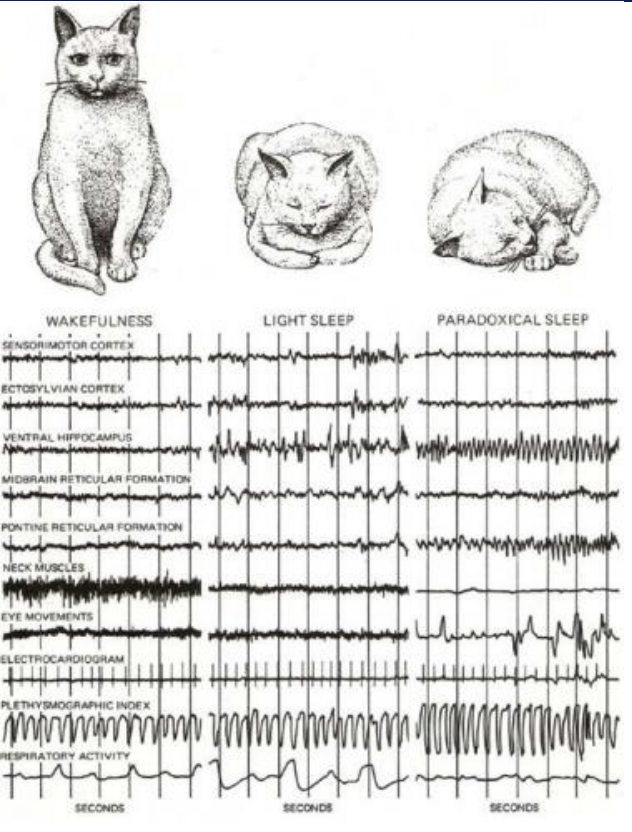 WAKEFULNESS LIGHT SLEEP PARADOXICAL SLEEP
SENSORIMOTOR CORTEX
ECTOSYLVIAN CORTEX
VENTRAL HIPPOCAMPUS
MIDBRAIN RETICULAR FORMATION
PONTINE RETICULAR FORMATION
NECK MUSCLES
EYE MOVEMENTS
ELECTROCARDIOGRAM
PLETHYSMOGRAPHIC INDEX
RESPIRATORY ACTIVITY
SECONDS SECONDS SECONDS